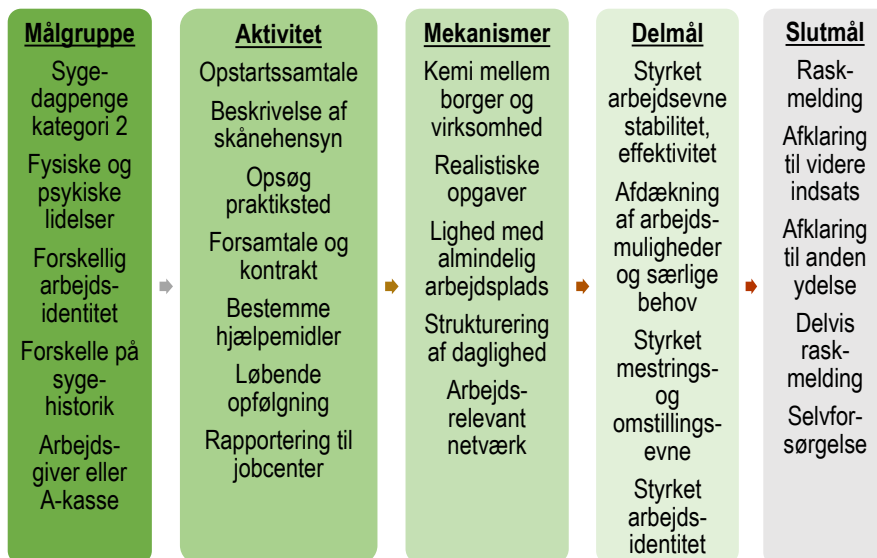 Målgruppe
Syge-
dagpenge
kategori 2
Fysiske og
psykiske
lidelser
Forskellig
arbejds-
identitet
Forskelle på
syge-
historik
Arbejds-
giver eller
A-kasse
Aktivitet
Opstartssamtale
Beskrivelse af
skånehensyn
Opsøg
praktiksted
Forsamtale og
kontrakt
Bestemme
hjælpemidler
Løbende
opfølgning
Rapportering til
jobcenter
Mekanismer
Kemi mellem
borger og
virksomhed
Realistiske
opgaver
Lighed med
almindelig
arbejdsplads
Strukturering
af daglighed
Arbejds-
relevant
netværk
Delmål
Styrket
arbejdsevne
stabilitet,
effektivitet
Afdækning
af arbejds-
muligheder
og særlige
behov
Styrket
mestrings-
og
omstillings-
evne
Styrket
arbejds-
identitet
Slutmål
Rask-
melding
Afklaring
til videre
indsats
Afklaring
til anden
ydelse
Delvis
rask-
melding
Selvfor-
sørgelse